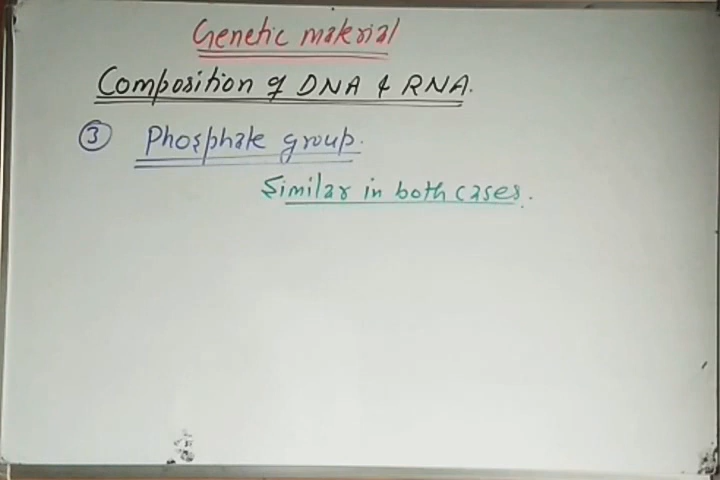 Genetic material
Composition of DNA & RNA.
③ Phosphate group.
Similar in both cases.